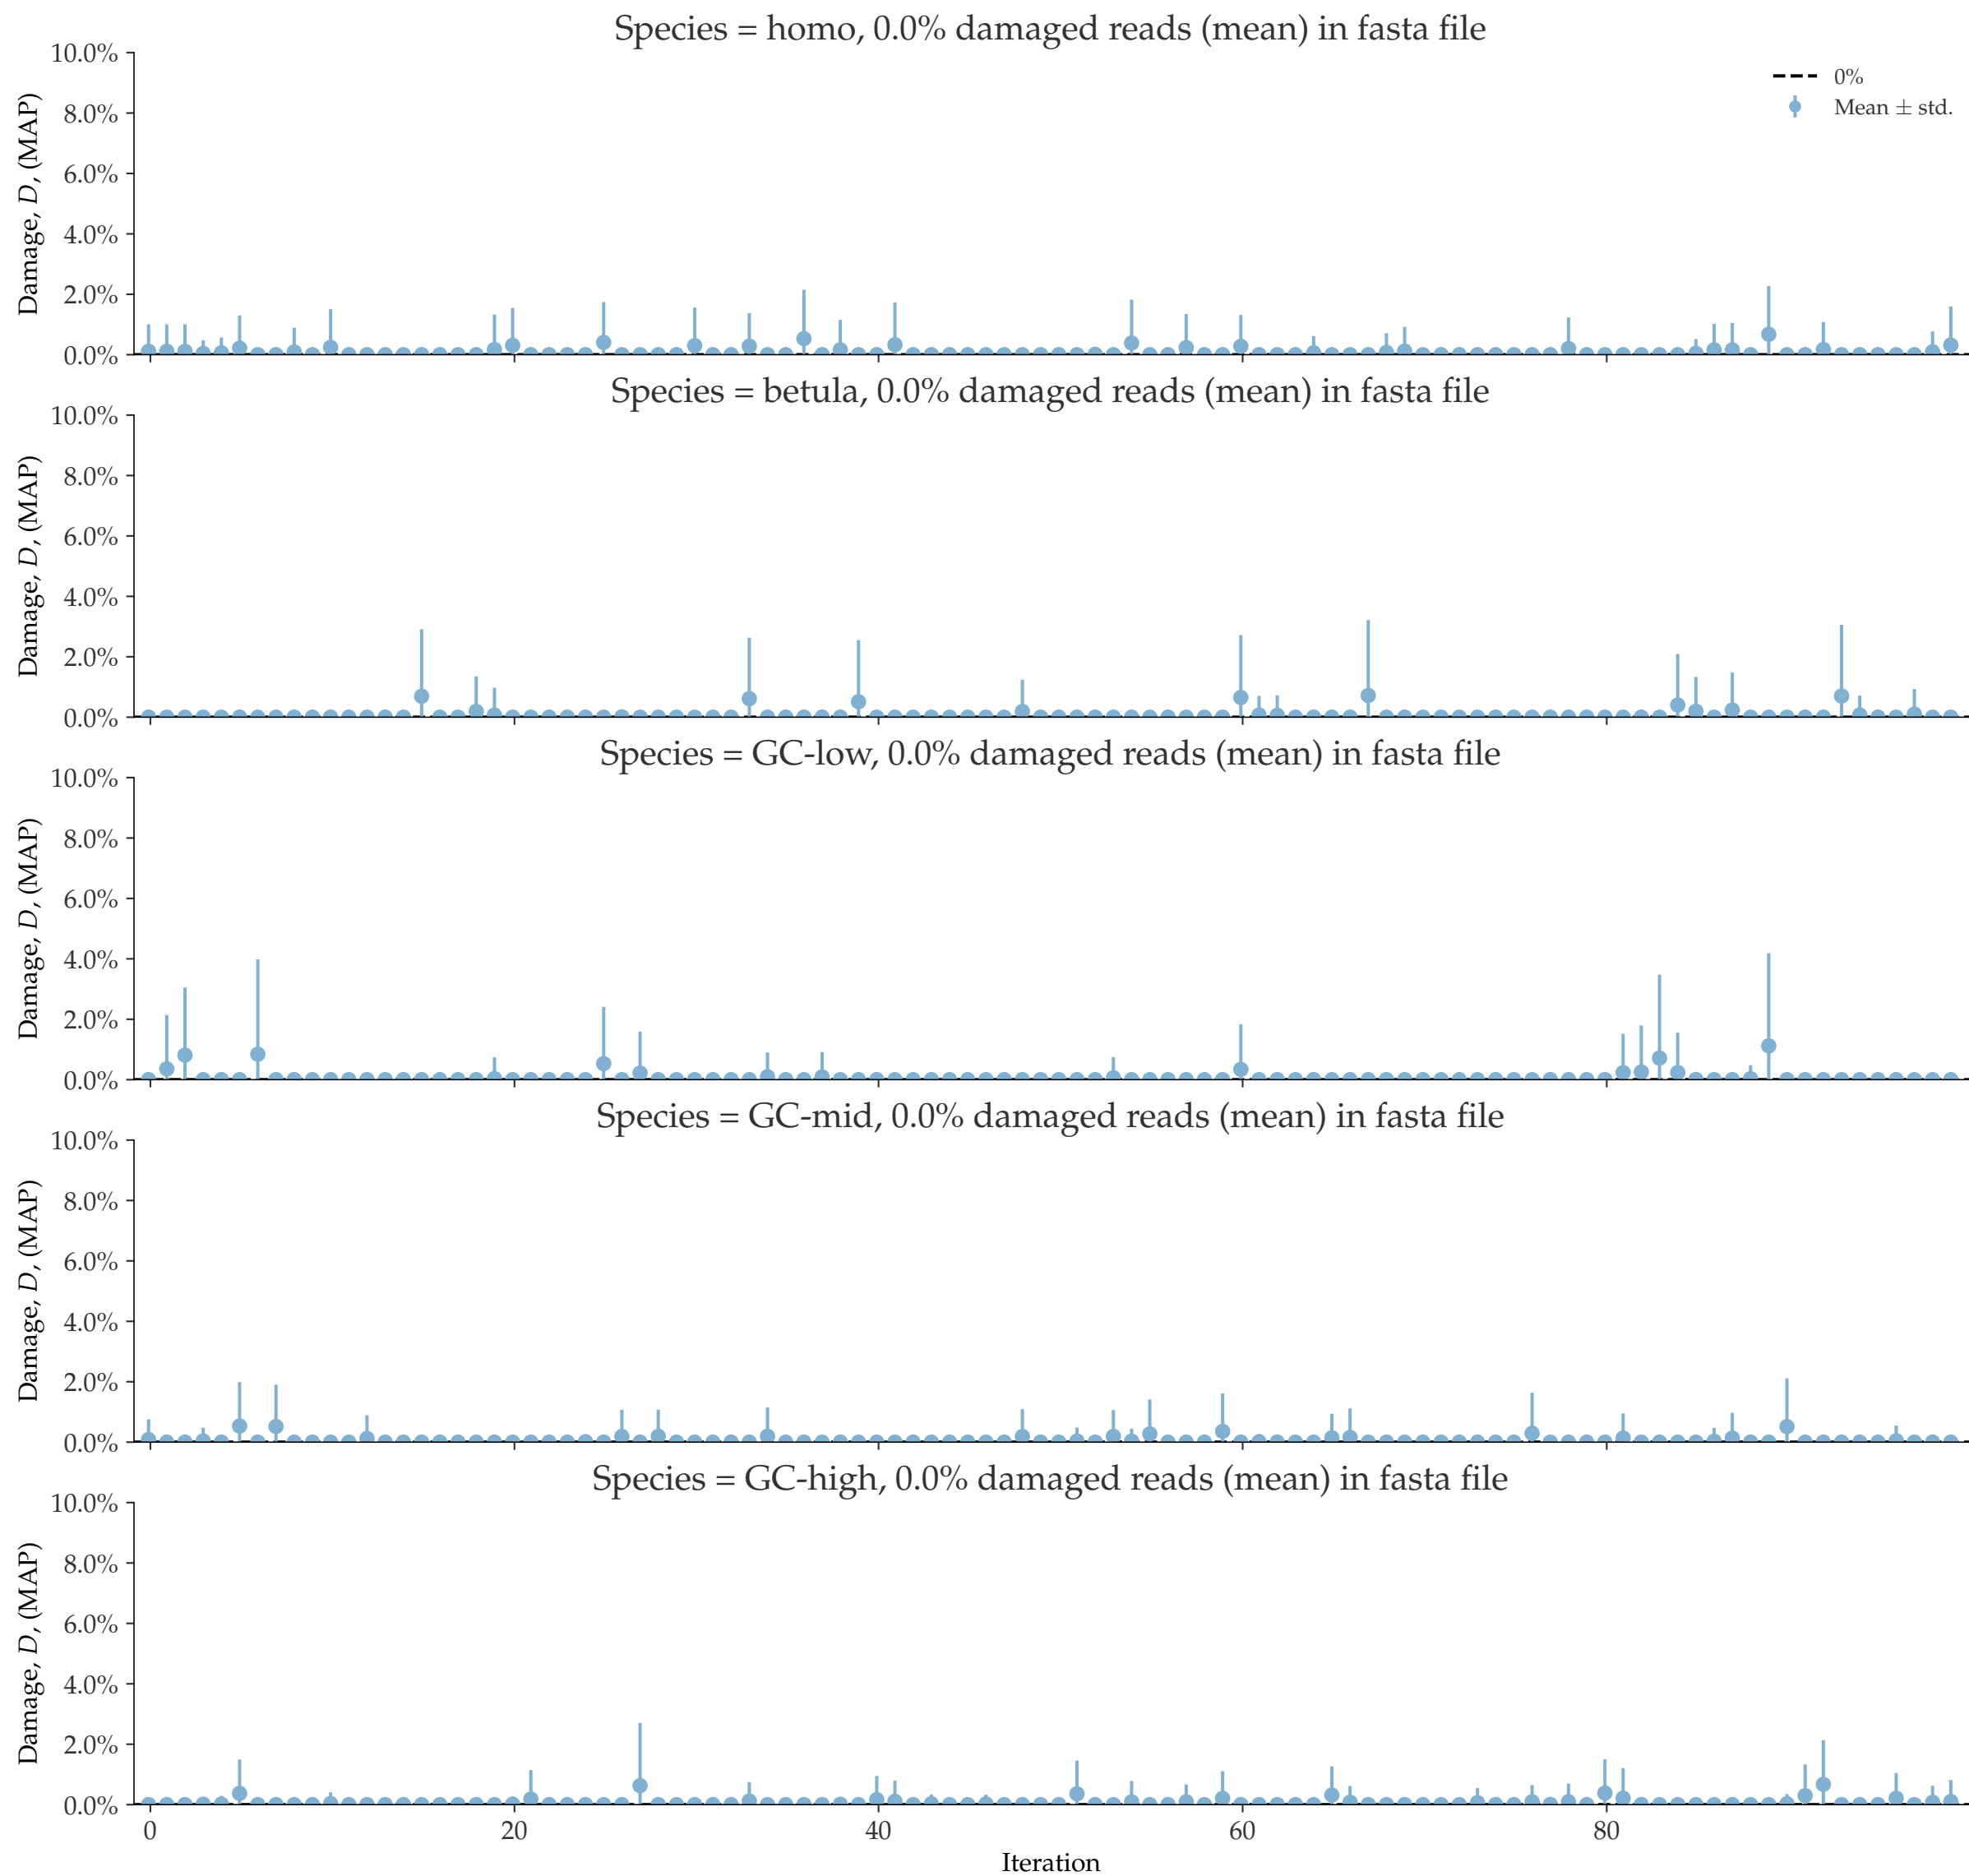 Species = homo, 0.0% damaged reads (mean) in fasta file
10.0%
8.0%
6.0%
4.0%
2.0%
0.0%
Damage, D, (MAP)
0%
Mean ± std.
Species = betula, 0.0% damaged reads (mean) in fasta file
10.0%
8.0%
6.0%
4.0%
2.0%
0.0%
Damage, D, (MAP)
Species = GC-low, 0.0% damaged reads (mean) in fasta file
10.0%
8.0%
6.0%
4.0%
2.0%
0.0%
Damage, D, (MAP)
Species = GC-mid, 0.0% damaged reads (mean) in fasta file
10.0%
8.0%
6.0%
4.0%
2.0%
0.0%
Damage, D, (MAP)
Species = GC-high, 0.0% damaged reads (mean) in fasta file
10.0%
8.0%
6.0%
4.0%
2.0%
0.0%
Damage, D, (MAP)
0 20 40 60 80
Iteration